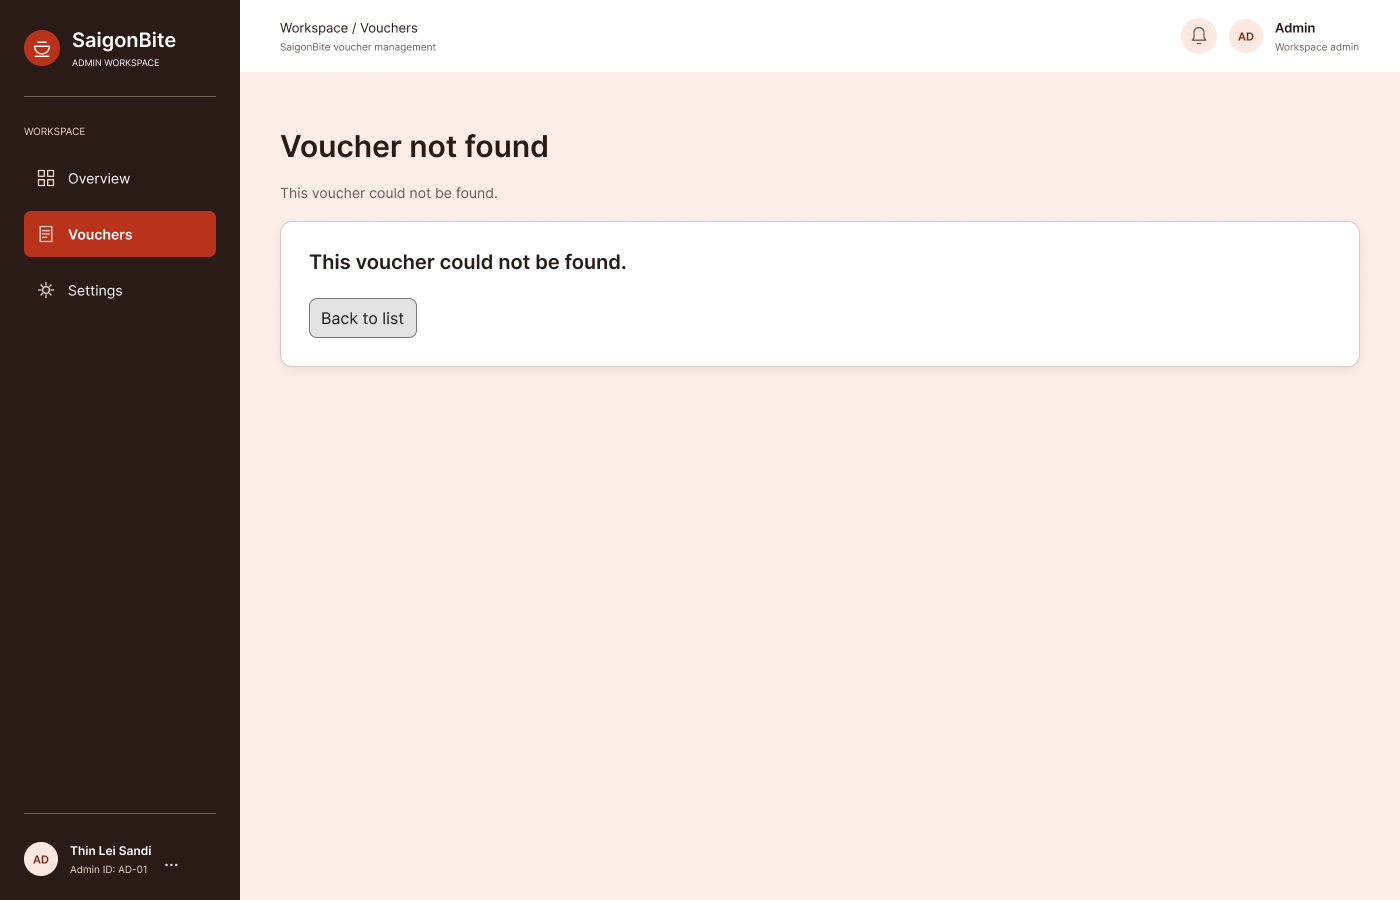 SaigonBite
ADMIN WORKSPACE
WORKSPACE
Overview
Vouchers
Settings
AD
Thin Lei Sandi
Admin ID: AD-01
...
Workspace / Vouchers
SaigonBite voucher management
AD
Admin
Workspace admin
Voucher not found
This voucher could not be found.
This voucher could not be found.
Back to list